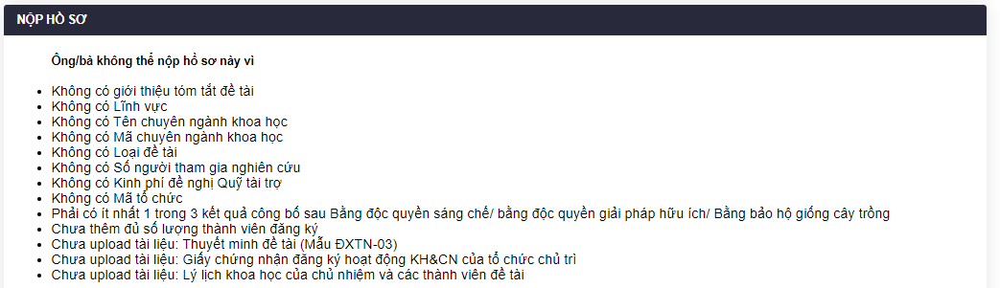 NỘP HỒ SƠ
Ông/bà không thể nộp hồ sơ này vì
Không có giới thiệu tóm tắt đề tài
Không có Lĩnh vực
Không có Tên chuyên ngành khoa học
Không có Mã chuyên ngành khoa học
Không có Loại đề tài
Không có Số người tham gia nghiên cứu
Không có Kinh phí đề nghị Quỹ tài trợ
Không có Mã tổ chức
Phải có ít nhất 1 trong 3 kết quả công bố sau Bằng độc quyền sáng chế/ bằng độc quyền giải pháp hữu ích/ Bằng bảo hộ giống cây trồng
Chưa thêm đủ số lượng thành viên đăng ký
Chưa upload tài liệu: Thuyết minh đề tài (Mẫu ĐXTN-03)
Chưa upload tài liệu: Giấy chứng nhận đăng ký hoạt động KH&CN của tổ chức chủ trì
Chưa upload tài liệu: Lý lịch khoa học của chủ nhiệm và các thành viên đề tài